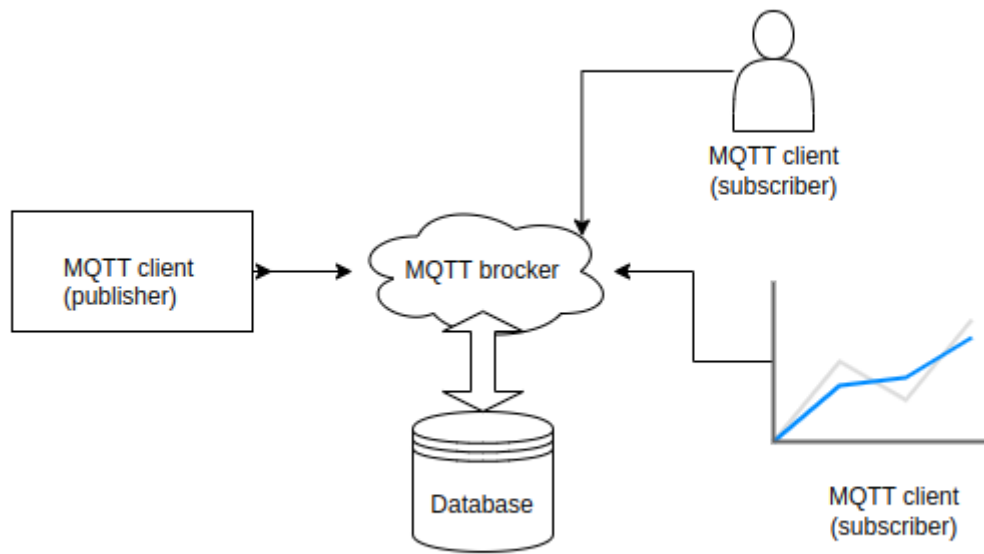 MQTT client
(subscriber)
MQTT client
(publisher)
MQTT brocker
Database
MQTT client
(subscriber)